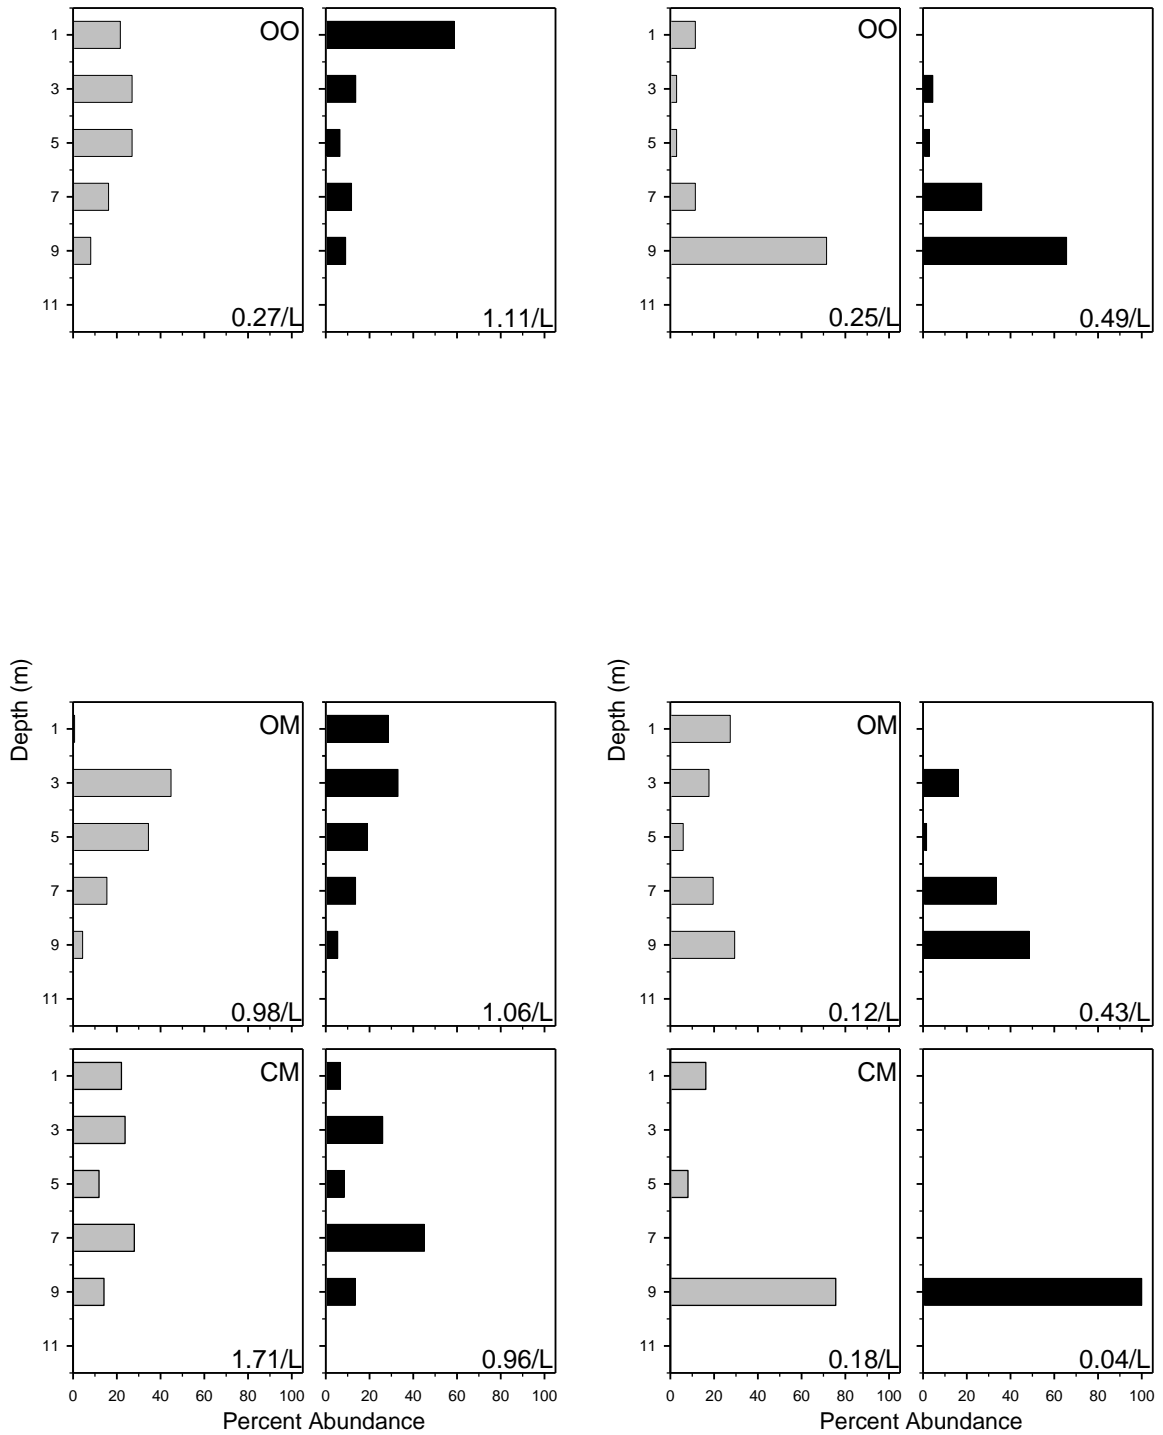 OO
1
3
5
7
9
11
0.27/L
1.11/L
OO
1
3
5
7
9
11
0.25/L
0.49/L
Depth (m)
OM
1
3
5
7
9
11
0.98/L
1.06/L
Depth (m)
OM
1
3
5
7
9
11
0.12/L
0.43/L
CM
1
3
5
7
9
11
1.71/L
0.96/L
0 20 40 60 80 100
0 20 40 60 80 100
Percent Abundance
CM
1
3
5
7
9
11
0.18/L
0.04/L
0 20 40 60 80 100
0 20 40 60 80 100
Percent Abundance